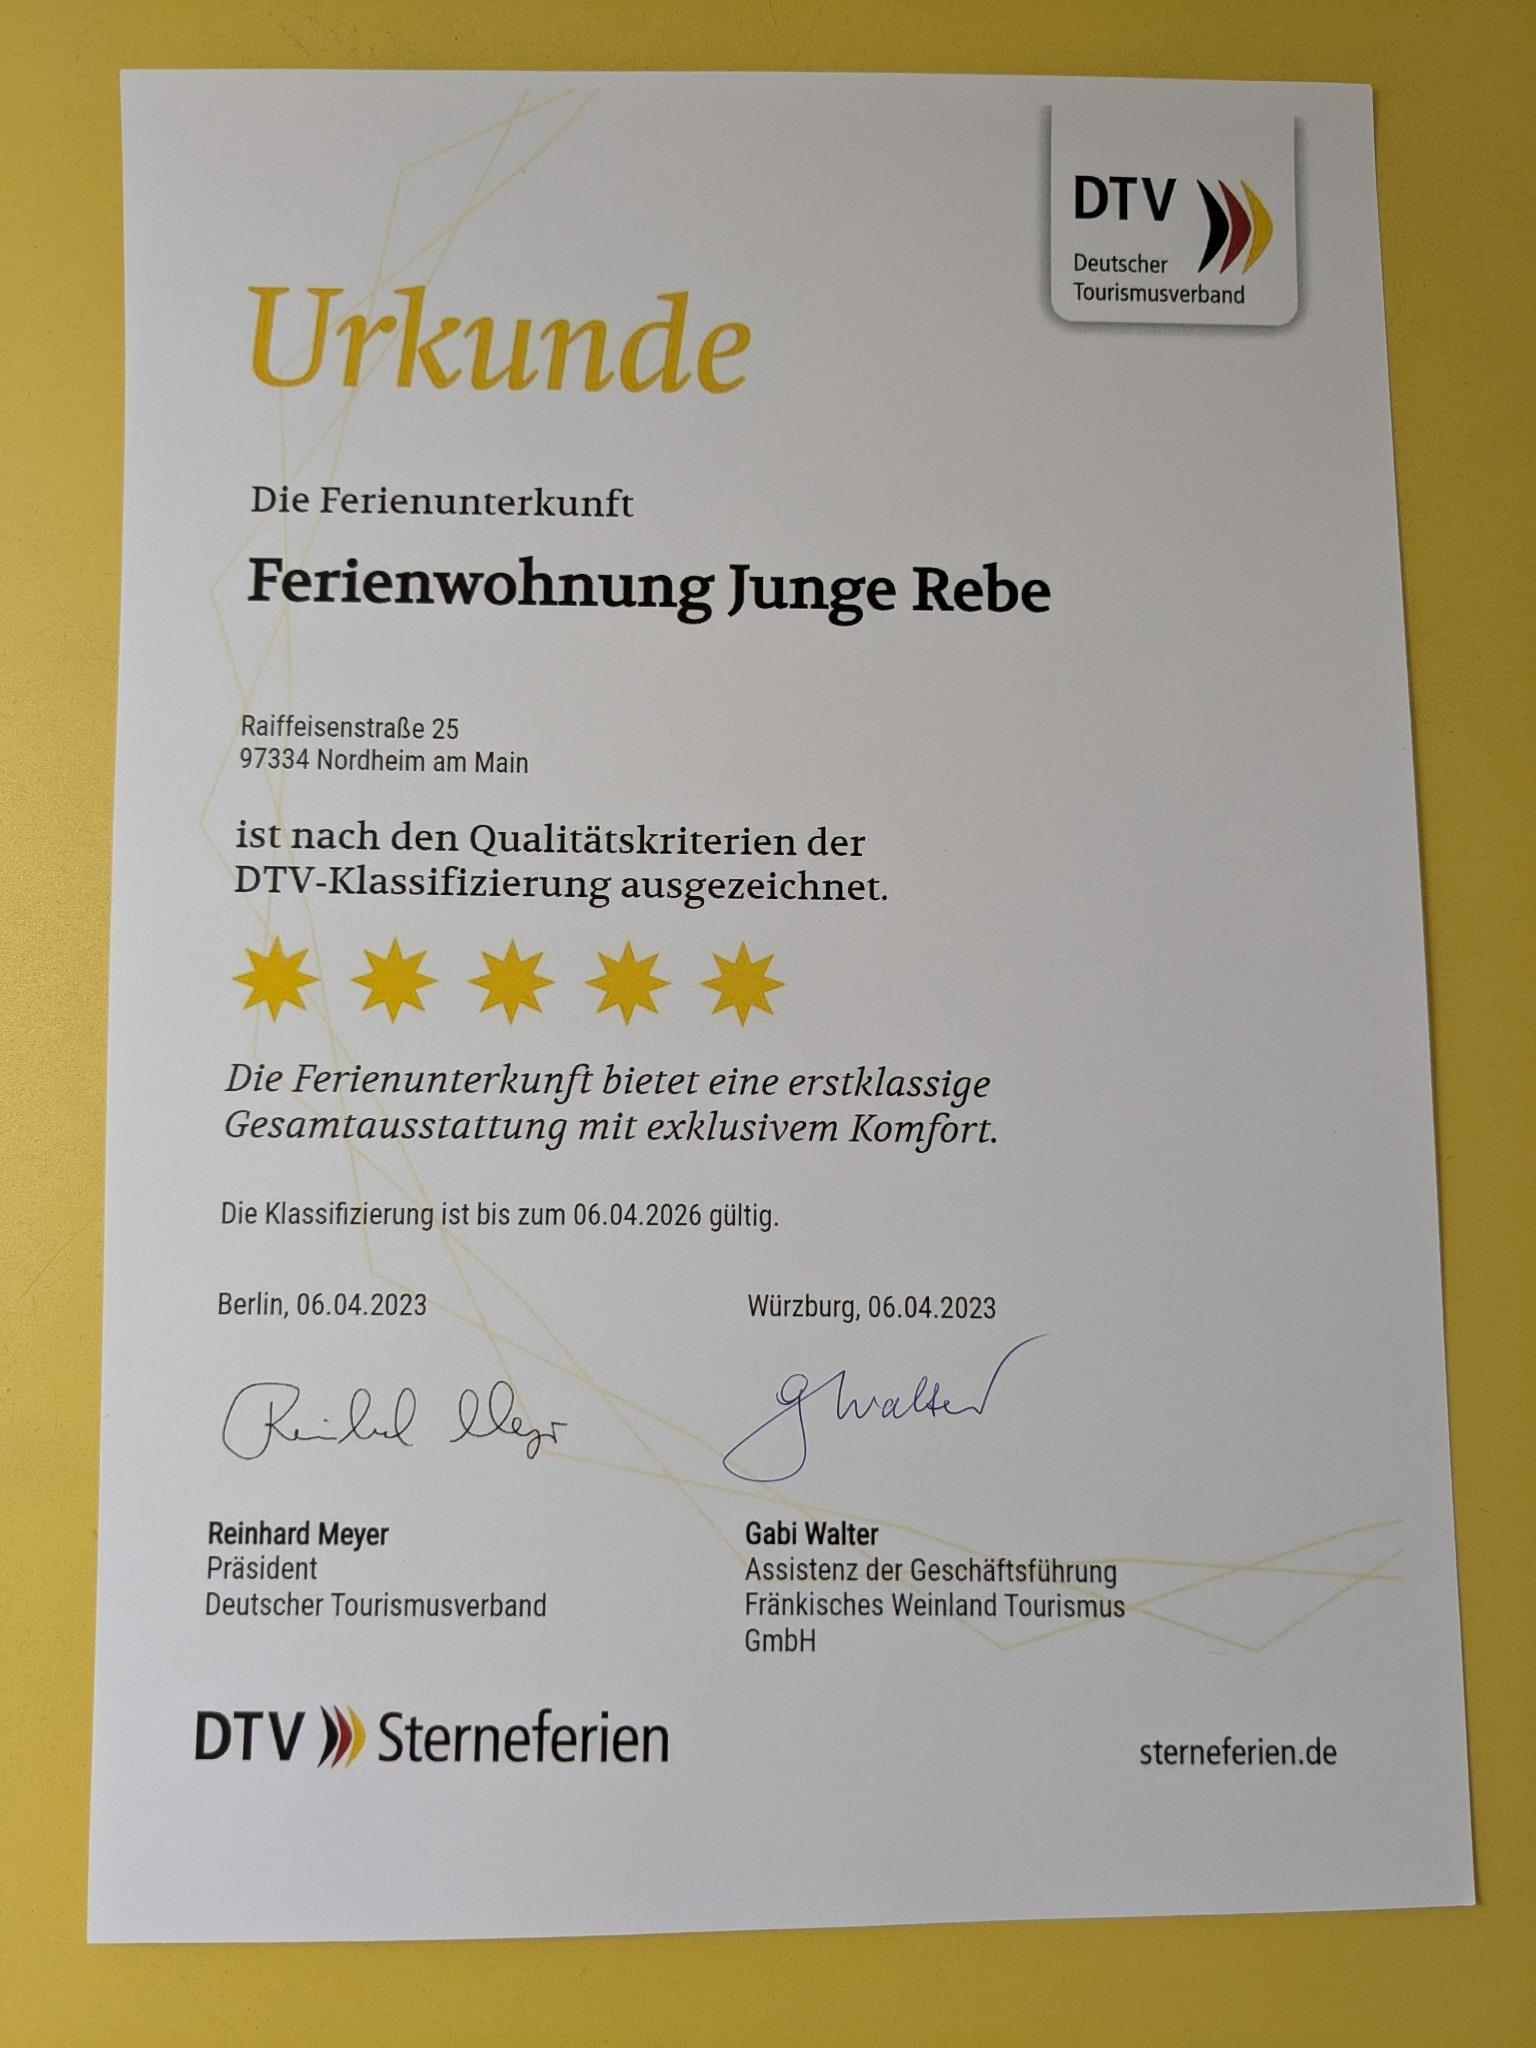 DTV
Deutscher
Tourismusverband
Urkunde
Die Ferienunterkunft
Ferienwohnung Junge Rebe
Raiffeisenstraße 25
97334 Nordheim am Main
ist nach den Qualitätskriterien der
DTV-Klassifizierung ausgezeichnet.
Die Ferienunterkunft bietet eine erstklassige
Gesamtausstattung mit exklusivem Komfort.
Die Klassifizierung ist bis zum 06.04.2026 gültig.
Berlin, 06.04.2023
Würzburg, 06.04.2023
Reinhard Meyer
G Walter
Reinhard Meyer
Präsident
Deutscher Tourismusverband
Gabi Walter
Assistenz der Geschäftsführung
Fränkisches Weinland Tourismus
GmbH
DTV Sterneferien
sterneferien.de